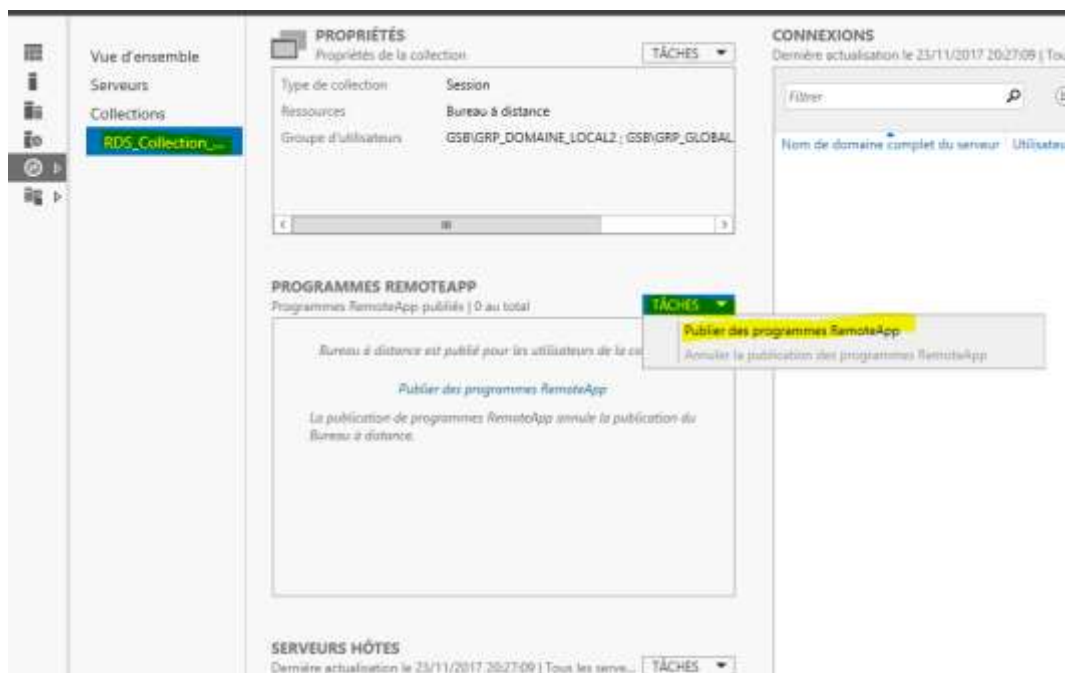 Vue d'ensemble
Serveurs
Collections
RDS_Collection_...
PROPRIÉTÉS
Propriétés de la collection
TÂCHES
Type de collection Session
Ressources Bureau à distance
Groupe d'utilisateurs GSB\GRP_DOMAINE_LOCAL2 ; GSB\GRP_GLOBAL
PROGRAMMES REMOTEAPP
Programmes RemoteApp publiés | 0 au total
TÂCHES
Publier des programmes RemoteApp
Annuler la publication des programmes RemoteApp
Bureau à distance est publié pour les utilisateurs de la
Publier des programmes RemoteApp
La publication de programmes RemoteApp annule la publication du
Bureau à distance.
SERVEURS HÔTES
Dernière actualisation le 23/11/2017 20:27:09 | Tous les serve...
TÂCHES
CONNEXIONS
Dernière actualisation le 23/11/2017 20:27:09 | Tou
Filtrer
Nom de domaine complet du serveur Utilisateu